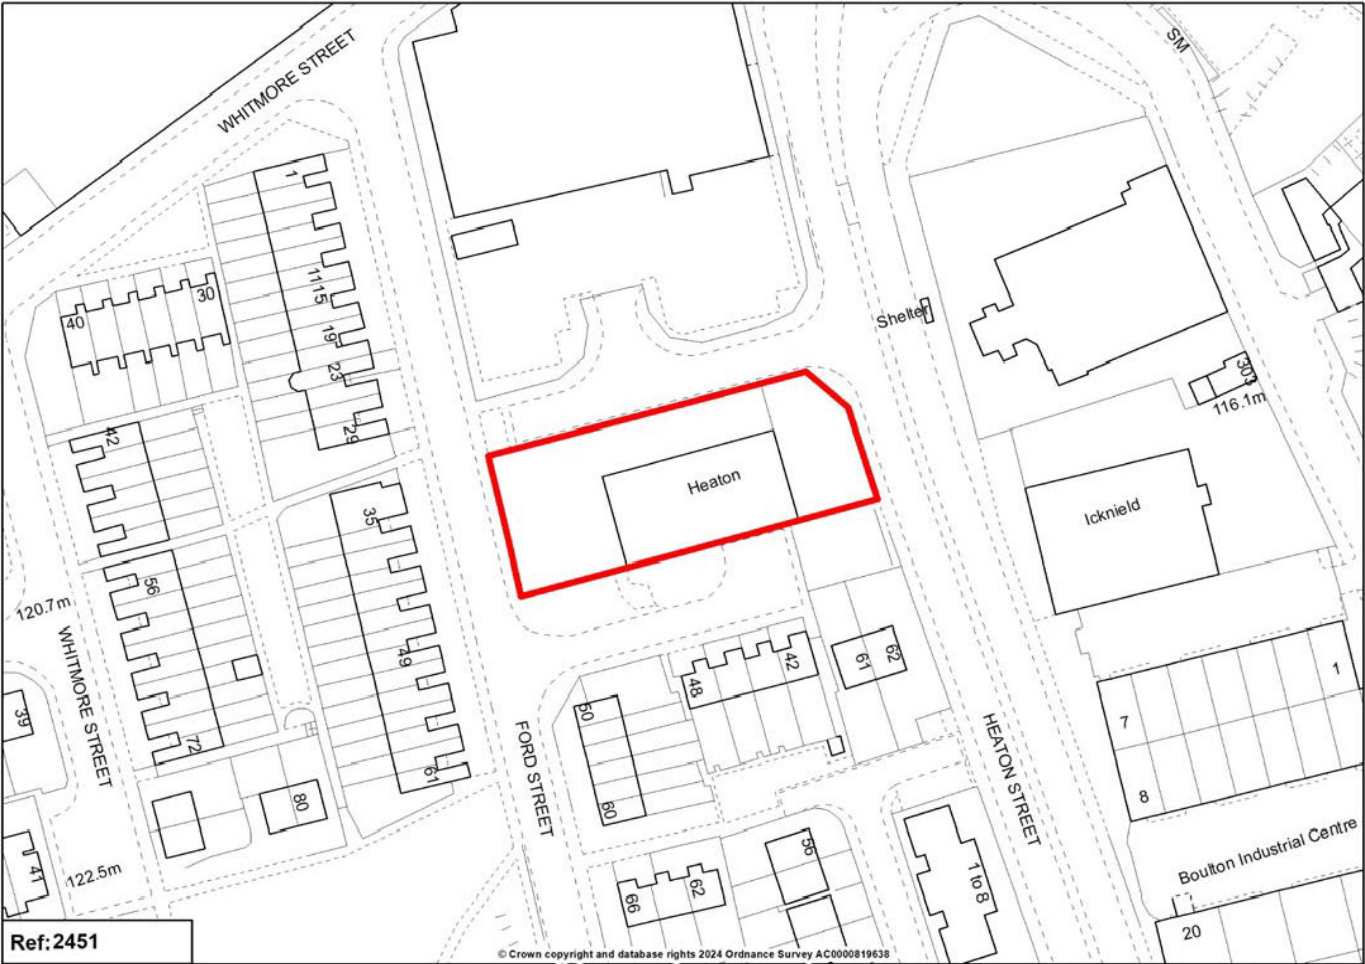 WHITMORE STREET
SM
1
1115
19
23
29
30
40
Shelter
303
116.1m
42
35
Heaton
Icknield
56
120.7m
WHITMORE STREET
49
72
61
80
39
41
122.5m
FORD STREET
50
60
48
42
61
62
HEATON STREET
1
7
8
Boulton Industrial Centre
20
56
66
62
1 to 8
Ref:2451
© Crown copyright and database rights 2024 Ordnance Survey AC0000819638